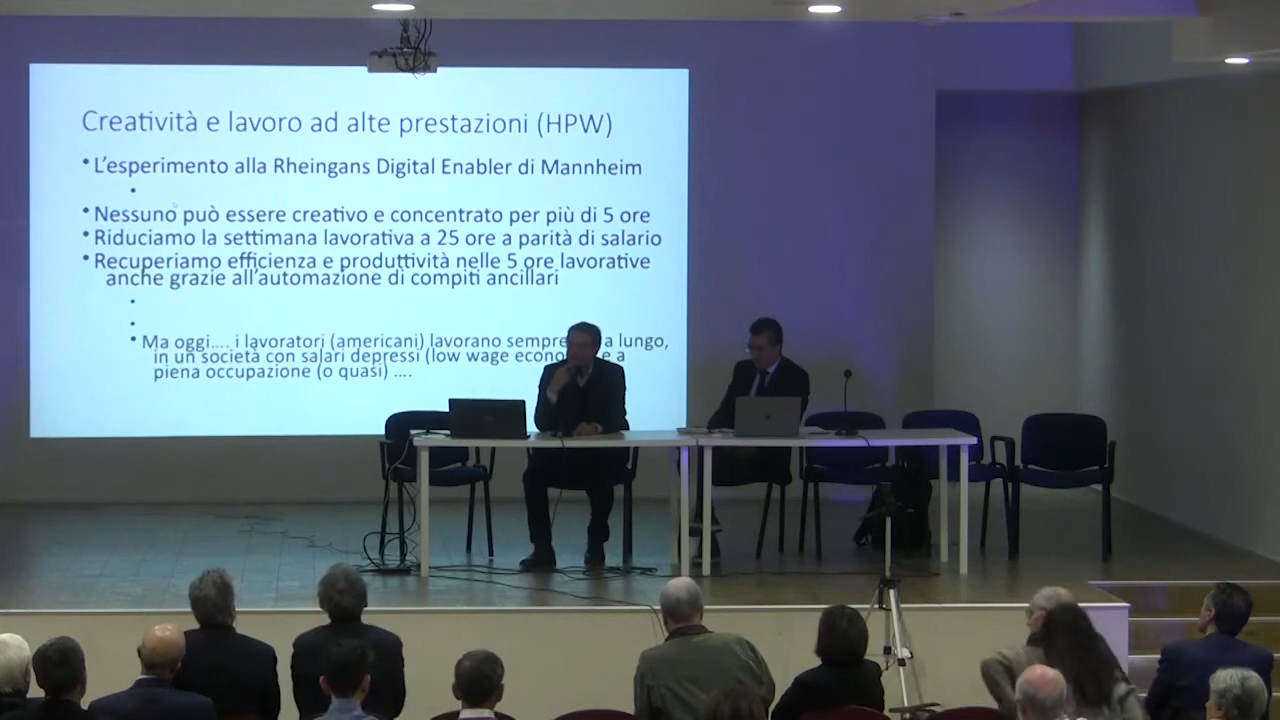 Creatività e lavoro ad alte prestazioni (HPW)
•L'esperimento alla Rheingans Digital Enabler di Mannheim
•Nessuno può essere creativo e concentrato per più di 5 ore
•Riduciamo la settimana lavorativa a 25 ore a parità di salario
•Recuperiamo efficienza e produttività nelle 5 ore lavorative
anche grazie all'automazione di compiti ancillari
•Ma oggi…. i lavoratori (americani) lavorano sempre a lungo,
in un società con salari depressi (low wage e a
piena occupazione (o quasi) ….